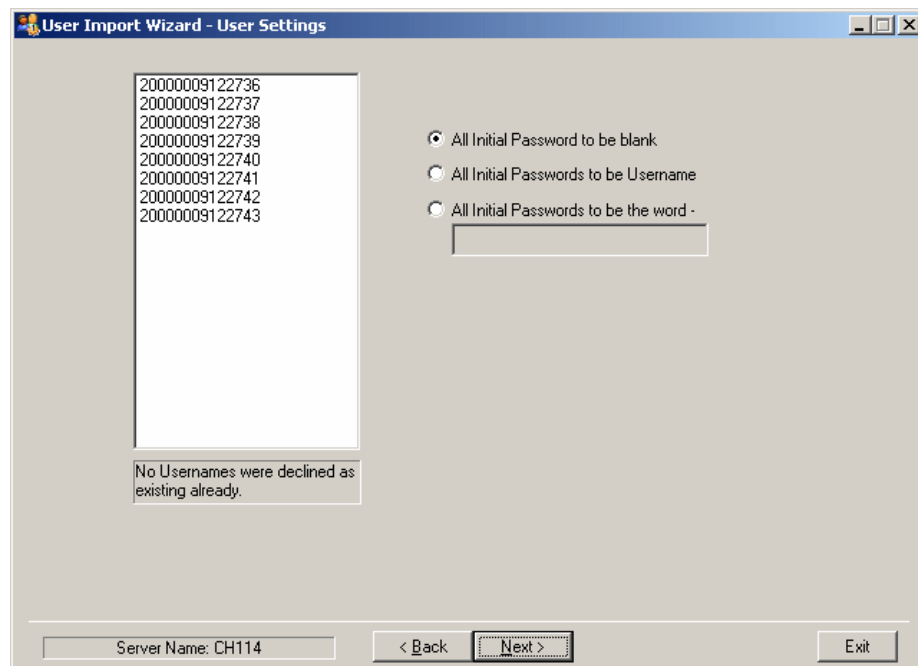 User Import Wizard - User Settings
20000009122736
20000009122737
20000009122738
20000009122739
20000009122740
20000009122741
20000009122742
20000009122743
All Initial Password to be blank
All Initial Passwords to be Username
All Initial Passwords to be the word -
No Usernames were declined as
existing already.
Server Name: CH114
< Back
Next >
Exit